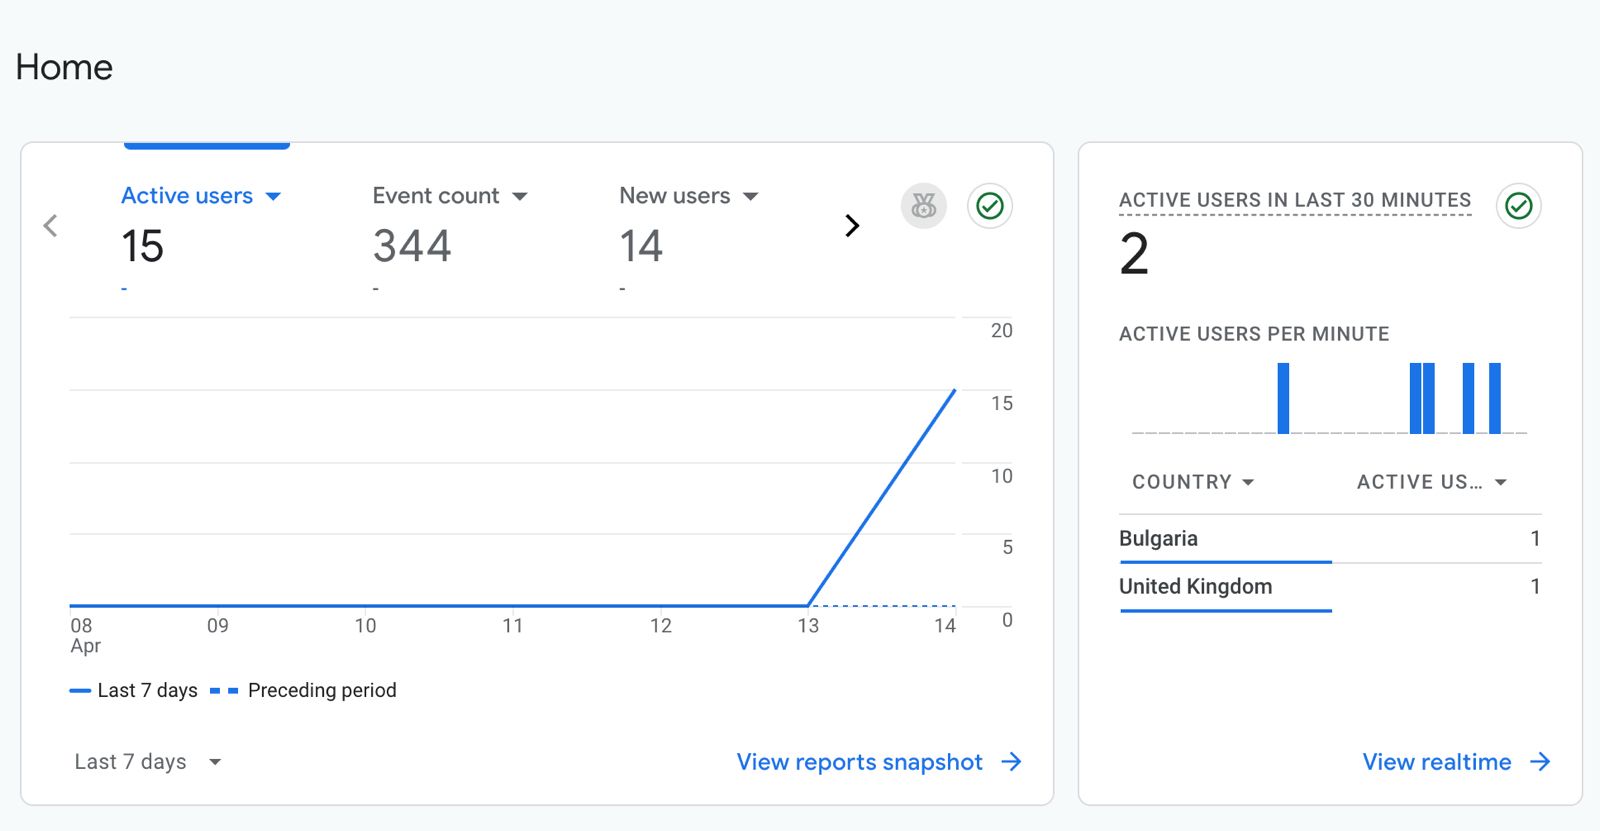 Home
Active users
Event count
New users
15
344
14
-
-
-
20
15
10
5
0
08
Apr
09
10
11
12
13
14
Last 7 days
Preceding period
Last 7 days
View reports snapshot
ACTIVE USERS IN LAST 30 MINUTES
2
ACTIVE USERS PER MINUTE
COUNTRY
ACTIVE US...
Bulgaria
1
United Kingdom
1
View realtime